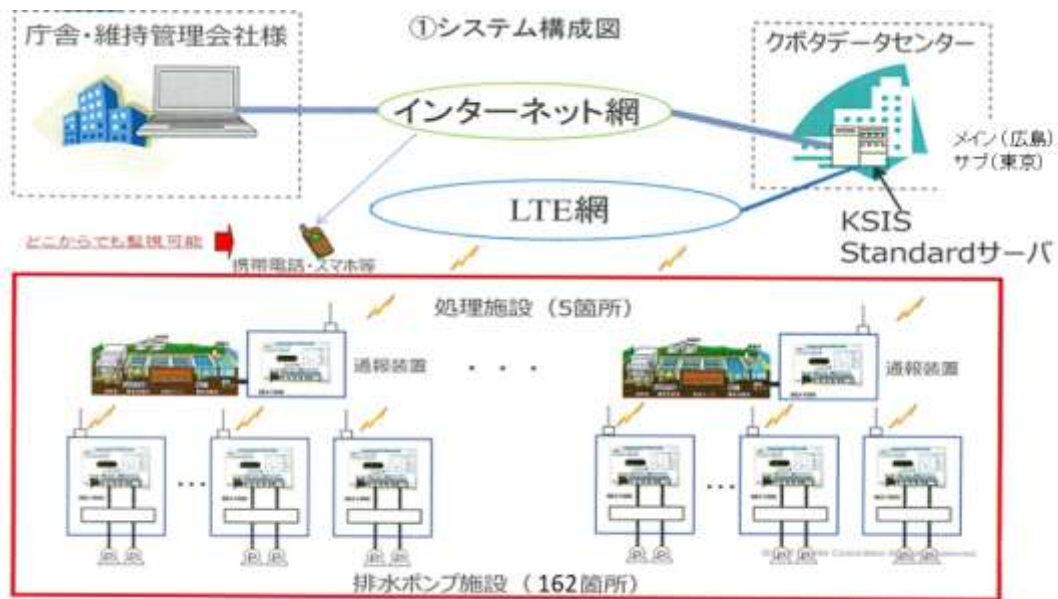 ①システム構成図
庁舎・維持管理会社様
クボタデータセンター
インターネット網
メイン(広島)
サブ(東京)
LTE網
KSIS
Standardサーバ
どこからでも監視可能
携帯電話・スマホ等
処理施設(5箇所)
通報装置
・・・
通報装置
...
...
排水ポンプ施設(162箇所)